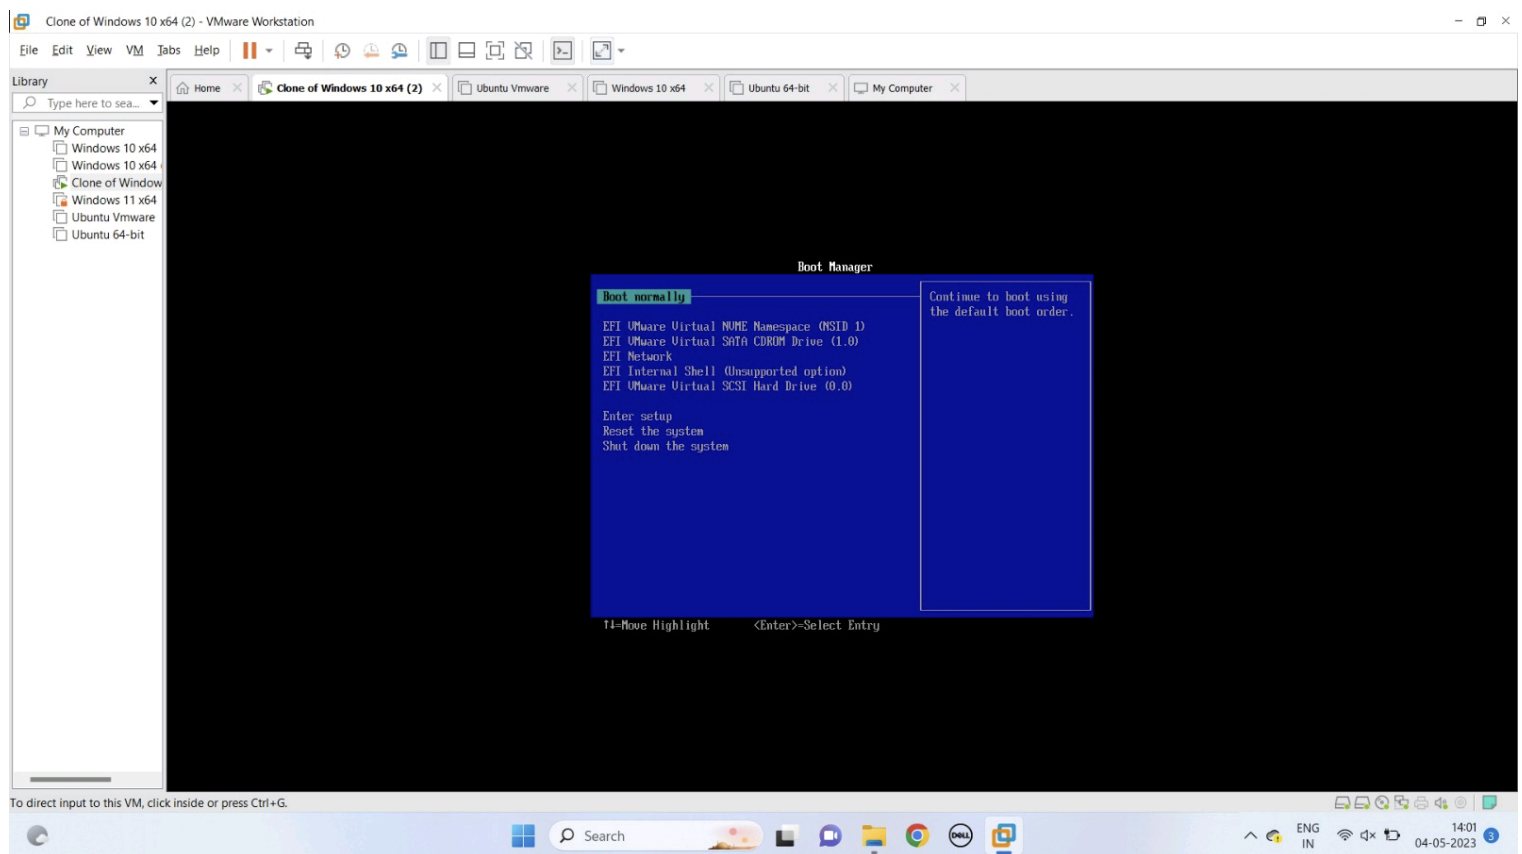 Clone of Windows 10 x64 (2) - VMware Workstation
File Edit View VM Tabs Help
Library X
Home
Clone of Windows 10 x64 (2)
Ubuntu Vmware
Windows 10 x64
Ubuntu 64-bit
My Computer
Type here to sea...
My Computer
Windows 10 x64
Windows 10 x64
Clone of Window
Windows 11 x64
Ubuntu Vmware
Ubuntu 64-bit
Boot Manager
Boot normally
EFI VMware Virtual NVME Namespace (NSID 1)
EFI VMware Virtual SATA CDROM Drive (1.0)
EFI Network
EFI Internal Shell (Unsupported option)
EFI VMware Virtual SCSI Hard Drive (0.0)
Enter setup
Reset the system
Shut down the system
Continue to boot using
the default boot order.
↑↓=Move Highlight <Enter>=Select Entry
To direct input to this VM, click inside or press Ctrl+G.
Search
DELL
ENG
IN
14:01
04-05-2023
3